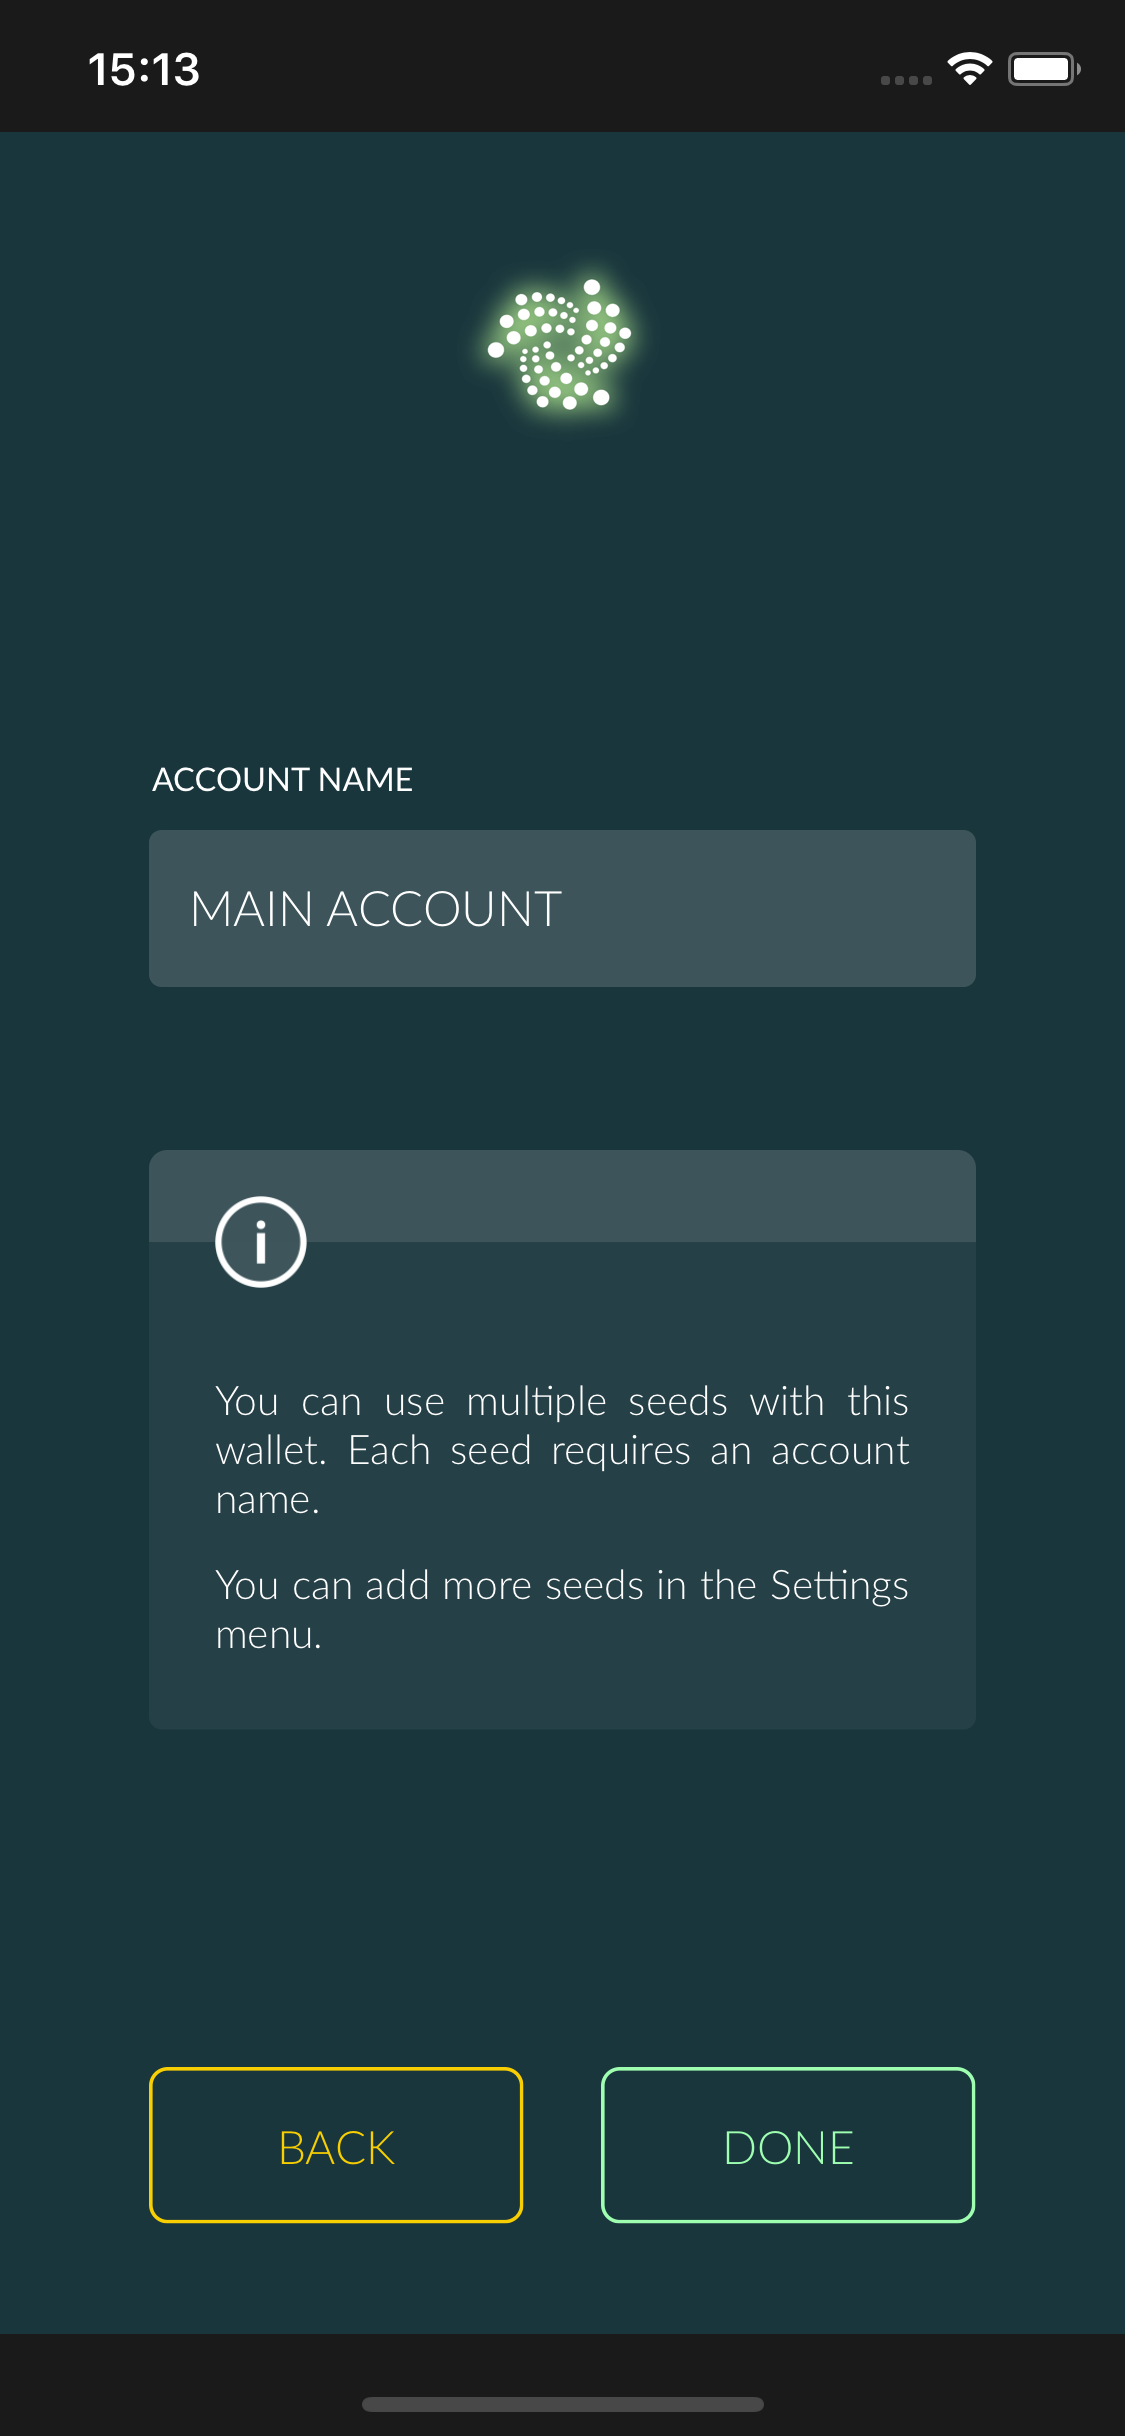 15:13
ACCOUNT NAME
MAIN ACCOUNT
You can use multiple seeds with this
wallet. Each seed requires an account
name.
You can add more seeds in the Settings
menu.
BACK
DONE